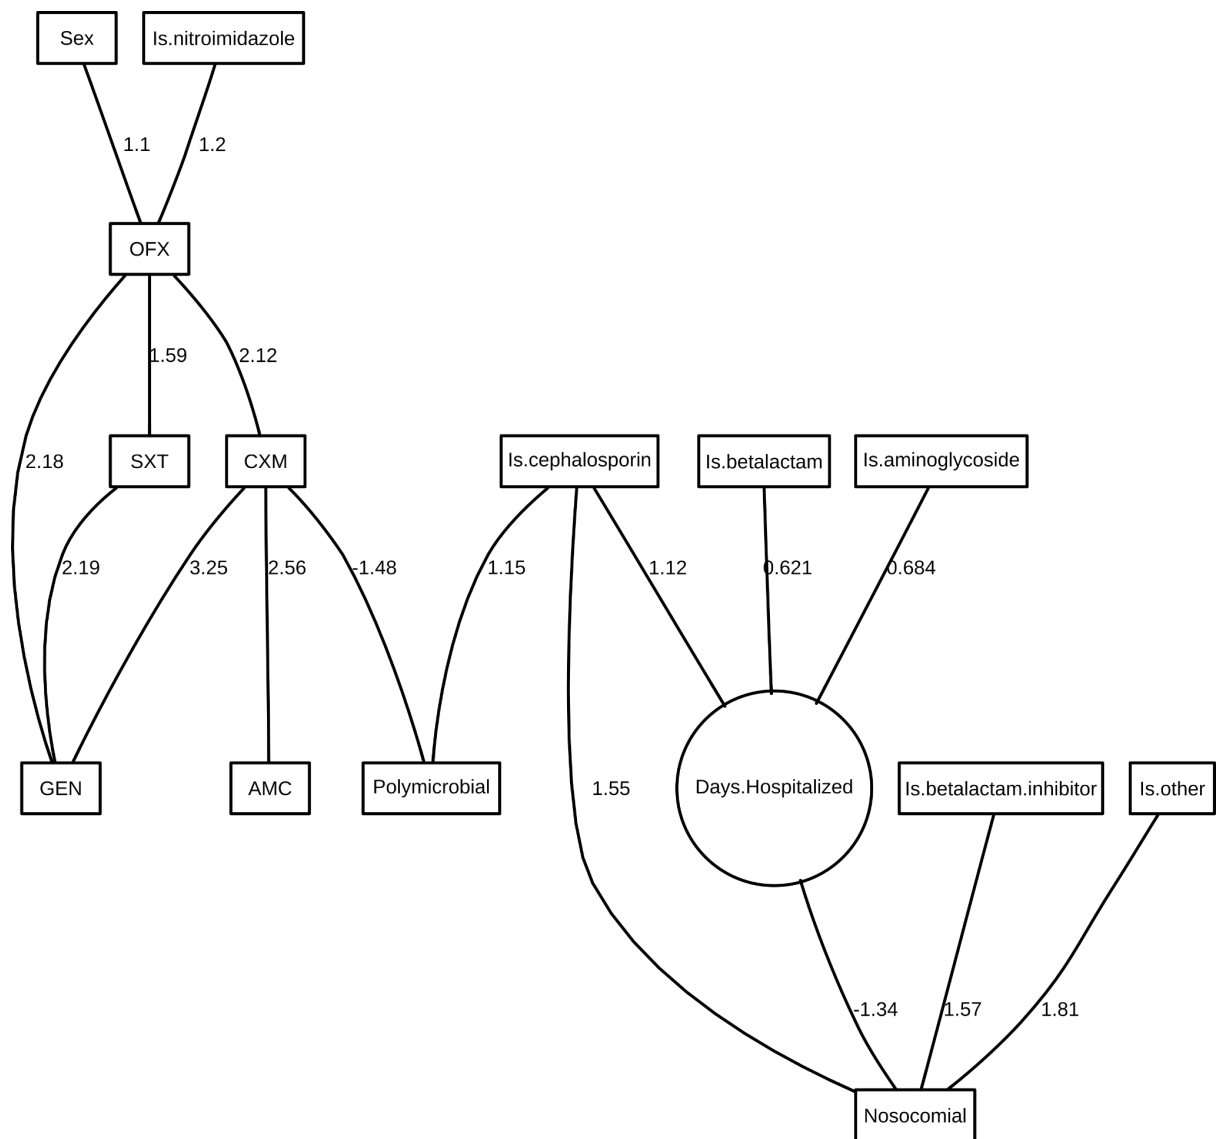 Sex
Is.nitroimidazole
1.1
1.2
OFX
1.59
2.12
2.18
SXT
CXM
Is.cephalosporin
Is.betalactam
Is.aminoglycoside
2.19
3.25
2.56
-1.48
1.15
1.12
0.621
0.684
GEN
AMC
Polymicrobial
1.55
Days.Hospitalized
Is.betalactam.inhibitor
Is.other
-1.34
1.57
1.81
Nosocomial